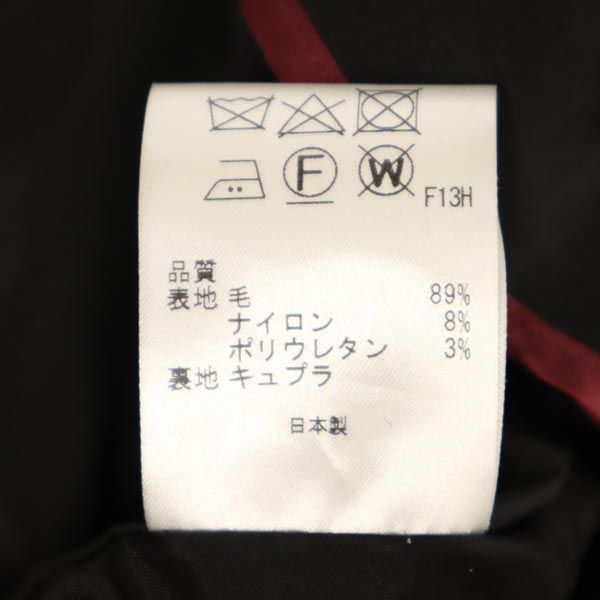 F W F13H
品質
表地 毛 89%
ナイロン 8%
ポリウレタン 3%
裏地 キュプラ
日本製